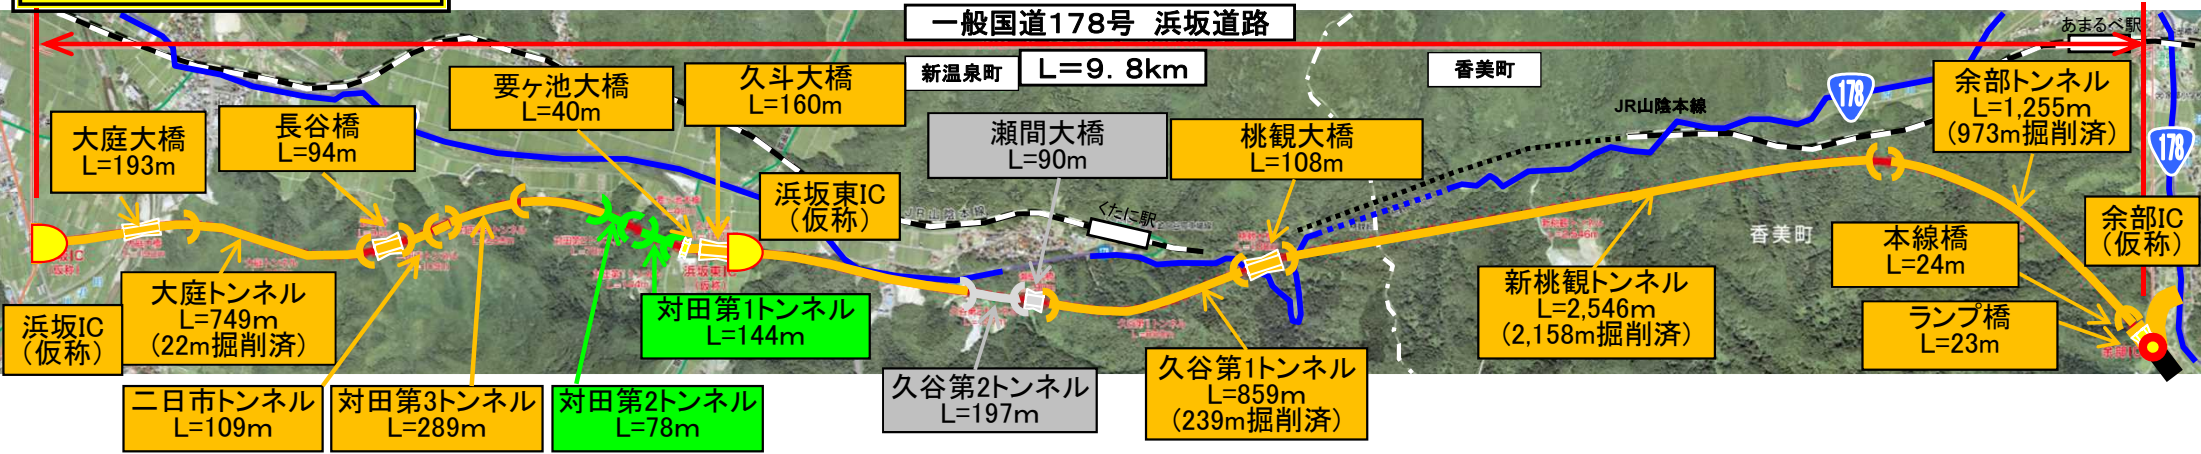 一般国道178号 浜坂道路
L=9.8km
新温泉町
香美町
あまるべ駅
178
JR山陰本線
178
余部トンネル
L=1,255m
(973m掘削済)
要ヶ池大橋
L=40m
久斗大橋
L=160m
長谷橋
L=94m
大庭大橋
L=193m
瀬間大橋
L=90m
桃観大橋
L=108m
浜坂東IC
(仮称)
JR山陰本線
くたに駅
余部IC
(仮称)
香美町
本線橋
L=24m
大庭トンネル
L=749m
(22m掘削済)
対田第1トンネル
L=144m
新桃観トンネル
L=2,546m
(2,158m掘削済)
ランプ橋
L=23m
浜坂IC
(仮称)
久谷第1トンネル
L=859m
(239m掘削済)
久谷第2トンネル
L=197m
二日市トンネル
L=109m
対田第3トンネル
L=289m
対田第2トンネル
L=78m